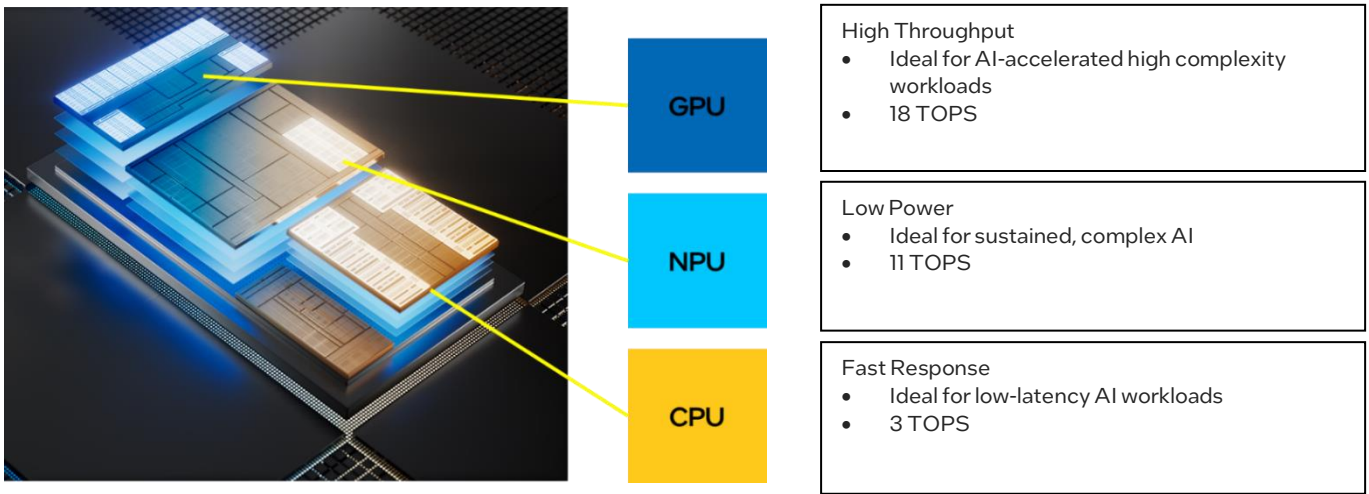 GPU
High Throughput
• Ideal for AI-accelerated high complexity
workloads
• 18 TOPS
NPU
Low Power
• Ideal for sustained, complex AI
• 11 TOPS
CPU
Fast Response
• Ideal for low-latency AI workloads
• 3 TOPS